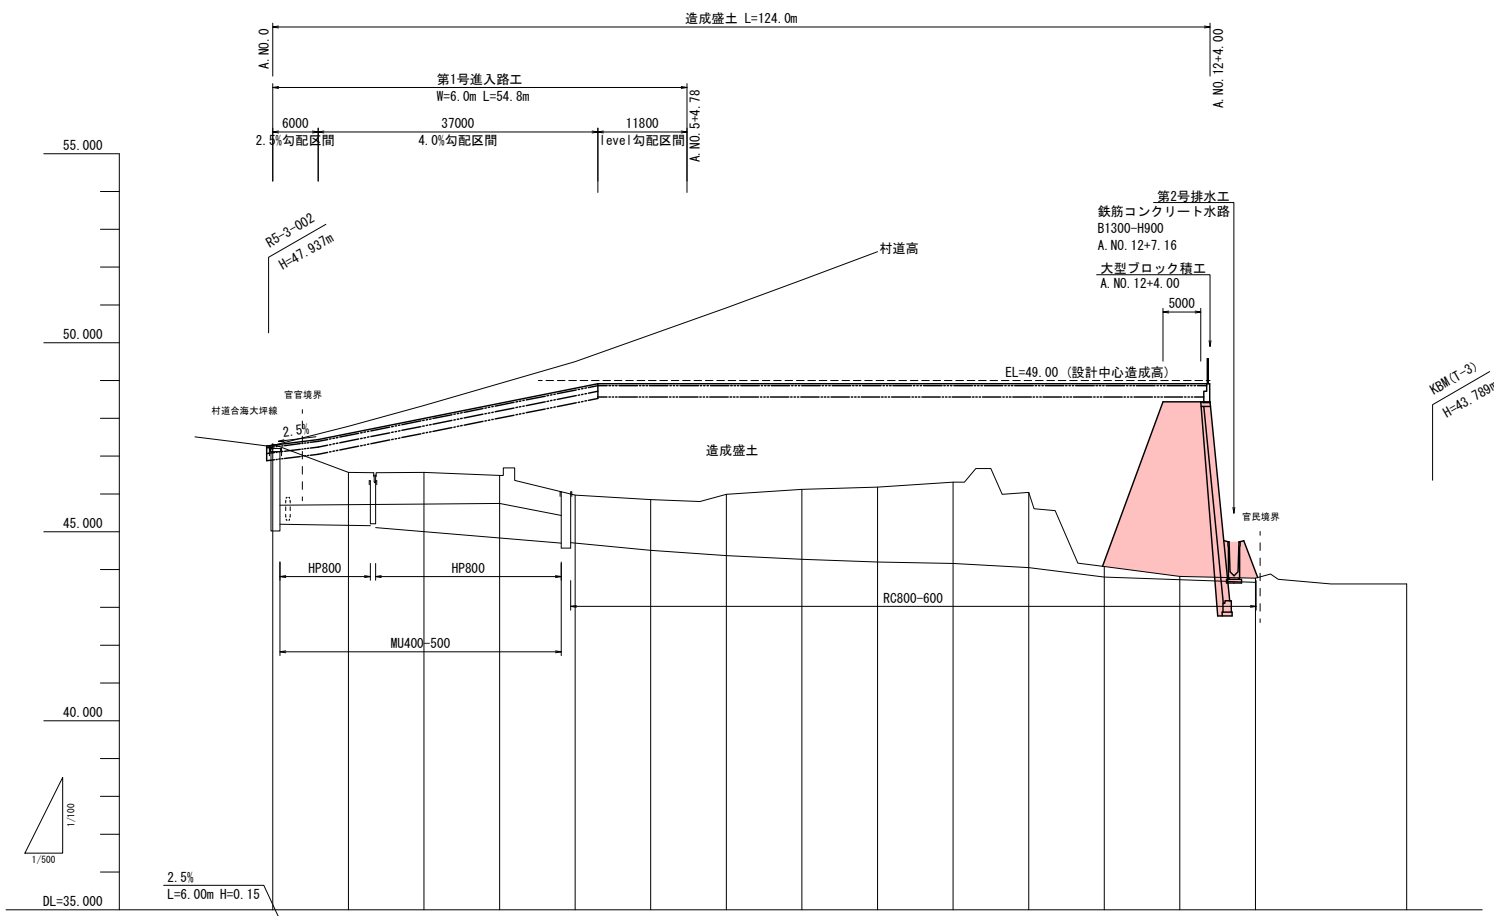 造成盛土 L=124.0m
A.NO.0
A.NO.12+4.00
第1号進入路工
W=6.0m L=54.8m
A.NO.5+4.78
6000
37000
11800
2.5%勾配区間
4.0%勾配区間
level勾配区間
55.000
第2号排水工
鉄筋コンクリート水路
B1300-H900
A.NO.12+7.16
R5-3-002
H=47.937m
村道高
大型ブロック積工
A.NO.12+4.00
5000
50.000
EL=49.00 (設計中心造成高)
KBM(T-3)
H=43.789m
官官境界
村道合海大坪線
2.5%
造成盛土
45.000
官民境界
HP800
HP800
RC800-600
MU400-500
40.000
1/100
1/500
2.5%
L=6.00m H=0.15
DL=35.000